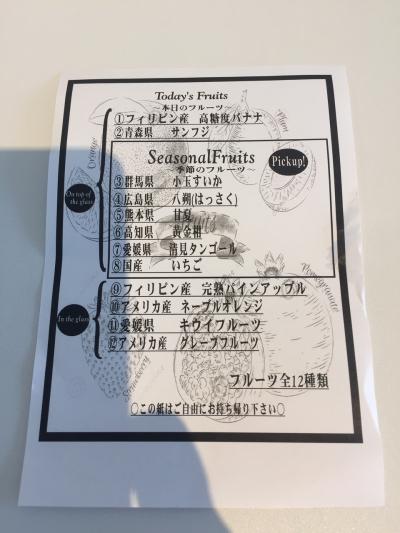 Today's Fruits
～本日のフルーツ～
①フィリピン産 高糖度バナナ
②青森県 サンフジ
SeasonalFruits
Pickup!
～季節のフルーツ～
③群馬県 小玉すいか
④広島県 八朔(はっさく)
⑤熊本県 甘夏
⑥高知県 黄金柑
⑦愛媛県 清見タンゴール
⑧国産 いちご
On top of
the glass
⑨フィリピン産 完熟パインアップル
⑩アメリカ産 ネーブルオレンジ
⑪愛媛県 キウイフルーツ
⑫アメリカ産 グレープフルーツ
In the glass
フルーツ全12種類
○この紙はご自由にお持ち帰り下さい○
Orange
Plum
Pomegranate
Strawberry